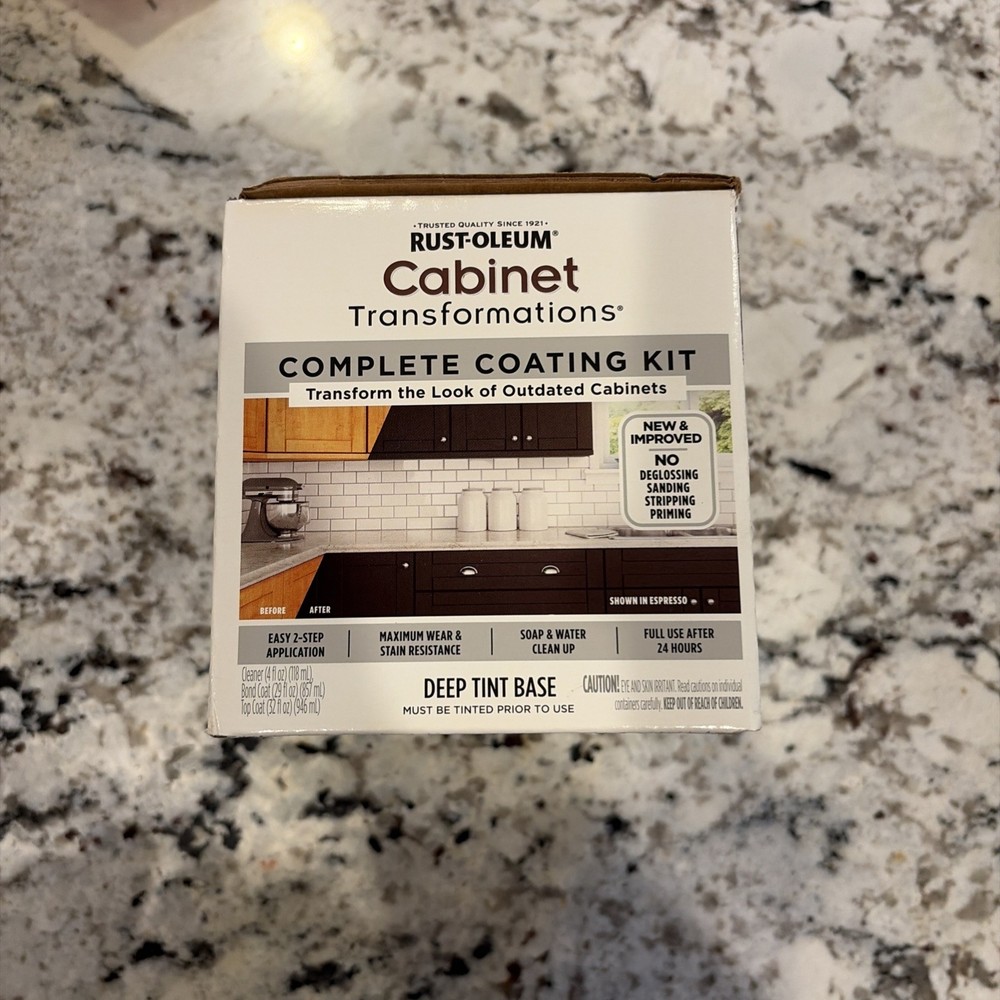 • TRUSTED QUALITY SINCE 1921 •
RUST-OLEUM®
Cabinet
Transformations®
COMPLETE COATING KIT
Transform the Look of Outdated Cabinets
NEW &
IMPROVED
NO
DEGLOSSING
SANDING
STRIPPING
PRIMING
BEFORE AFTER
SHOWN IN ESPRESSO
EASY 2-STEP
APPLICATION
MAXIMUM WEAR &
STAIN RESISTANCE
SOAP & WATER
CLEAN UP
FULL USE AFTER
24 HOURS
Cleaner (4 fl oz) (118 mL),
Bond Coat (29 fl oz) (857 mL)
Top Coat (32 fl oz) (946 mL)
DEEP TINT BASE
MUST BE TINTED PRIOR TO USE
CAUTION! EYE AND SKIN IRRITANT. Read cautions on individual
containers carefully. KEEP OUT OF REACH OF CHILDREN.